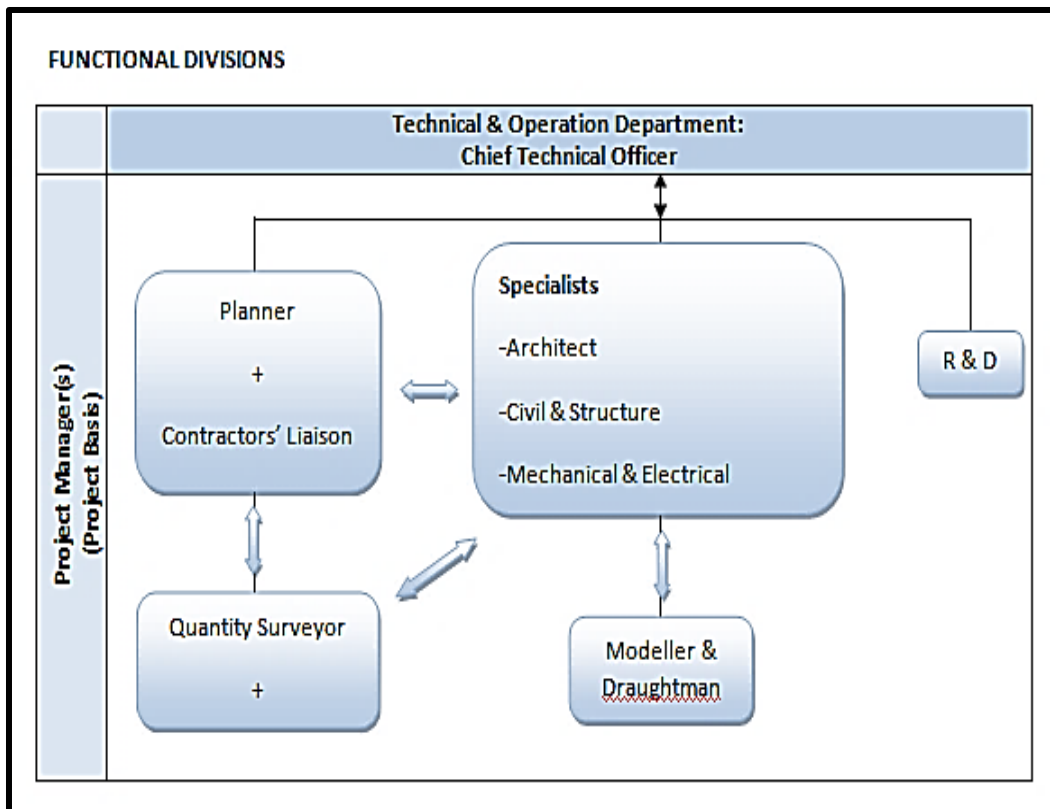 FUNCTIONAL DIVISIONS
Technical & Operation Department:
Chief Technical Officer
Project Manager(s)
(Project Basis)
Planner
+
Contractors’ Liaison
Specialists
-Architect
-Civil & Structure
-Mechanical & Electrical
R & D
Quantity Surveyor
+
Modeller &
Draughtman